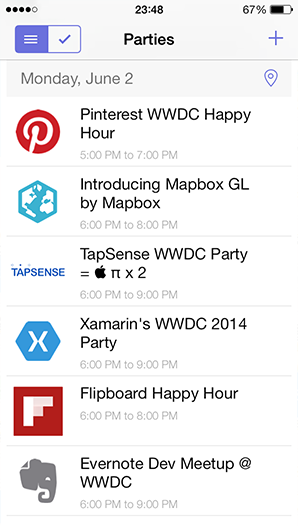 23:48
67%
Parties
Monday, June 2
Pinterest WWDC Happy
Hour
5:00 PM to 7:00 PM
Introducing Mapbox GL
by Mapbox
6:00 PM to 8:00 PM
TAPSENSE
TapSense WWDC Party
=  π x 2
6:00 PM to 9:00 PM
Xamarin's WWDC 2014
Party
6:00 PM to 9:00 PM
Flipboard Happy Hour
6:00 PM to 8:00 PM
Evernote Dev Meetup @
WWDC
6:00 PM to 9:00 PM